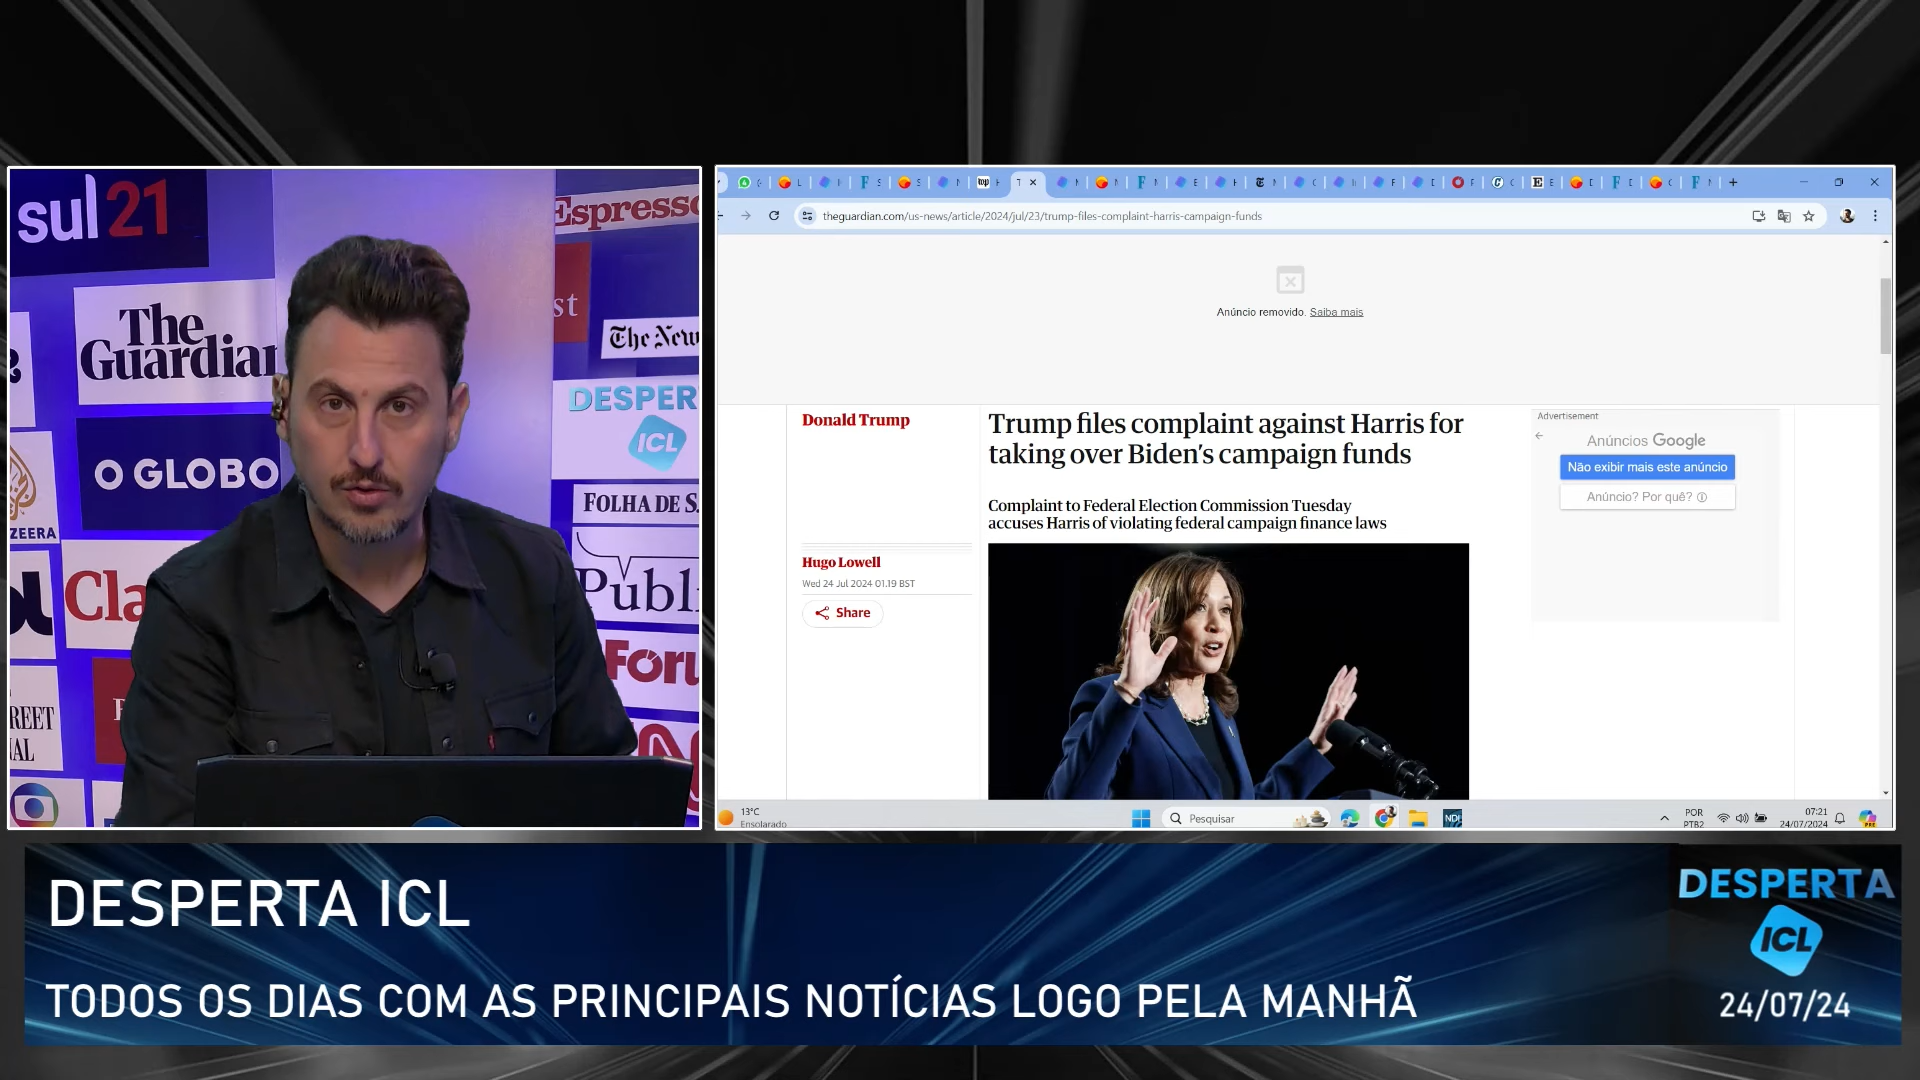 sul21
Espresso
The
Guardian
The New
DESPER
ICL
O GLOBO
FOLHA DE S.
ZEERA
Cla
Públi
Foru
REET
AL
theguardian.com/us-news/article/2024/jul/23/trump-files-complaint-harris-campaign-funds
Anúncio removido. Saiba mais
Donald Trump
Trump files complaint against Harris for
taking over Biden's campaign funds
Complaint to Federal Election Commission Tuesday
accuses Harris of violating federal campaign finance laws
Hugo Lowell
Wed 24 Jul 2024 01.19 BST
Share
Advertisement
Anúncios Google
Não exibir mais este anúncio
Anúncio? Por quê?
13°C
Ensolarado
Pesquisar
POR
PTB2
07:21
24/07/2024
DESPERTA ICL
TODOS OS DIAS COM AS PRINCIPAIS NOTÍCIAS LOGO PELA MANHÃ
DESPERTA
ICL
24/07/24